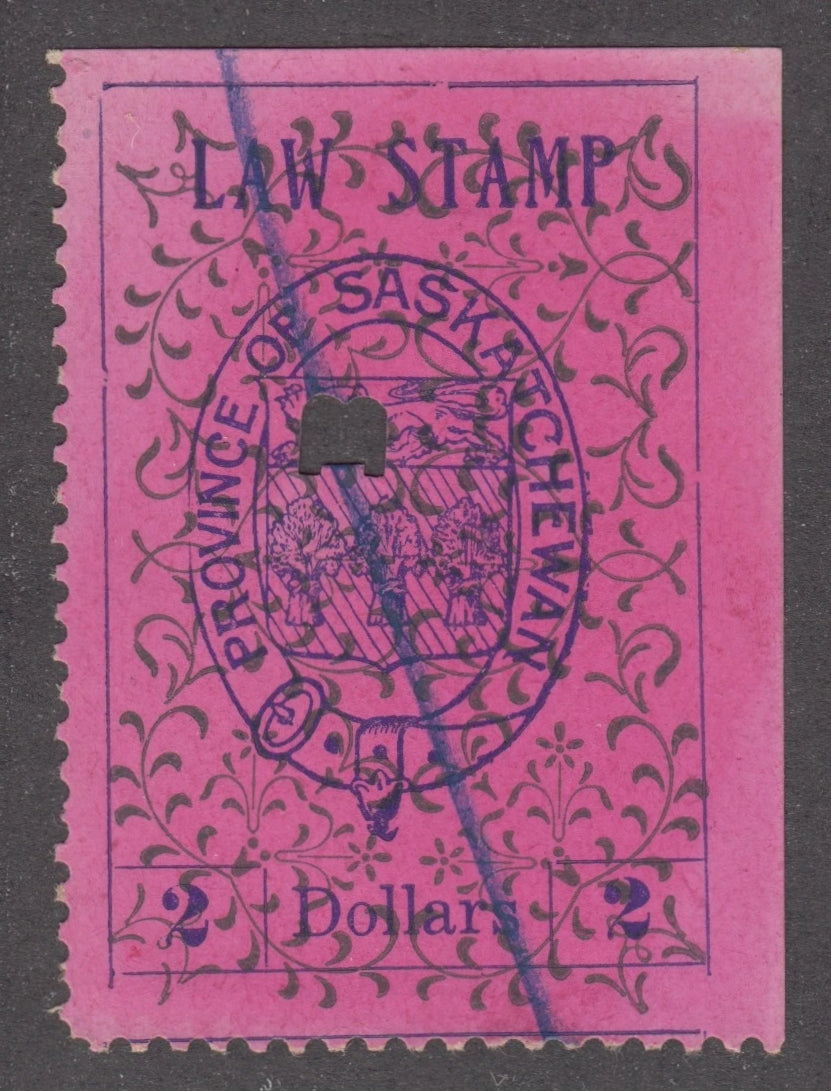 LAW STAMP
PROVINCE OF SASKATCHEWAN
2 Dollars 2